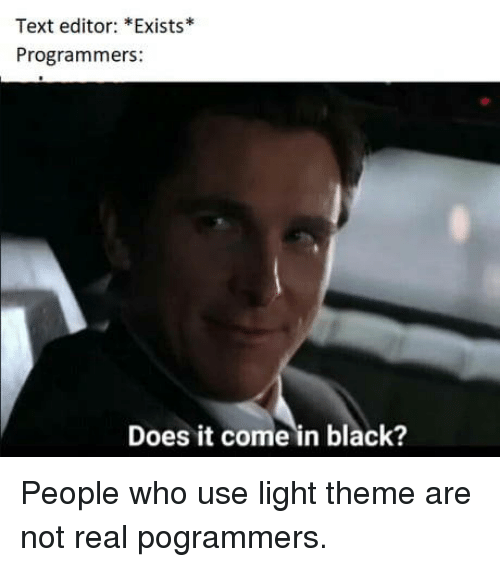 Text editor: *Exists*
Programmers:
Does it come in black?
People who use light theme are
not real pogrammers.